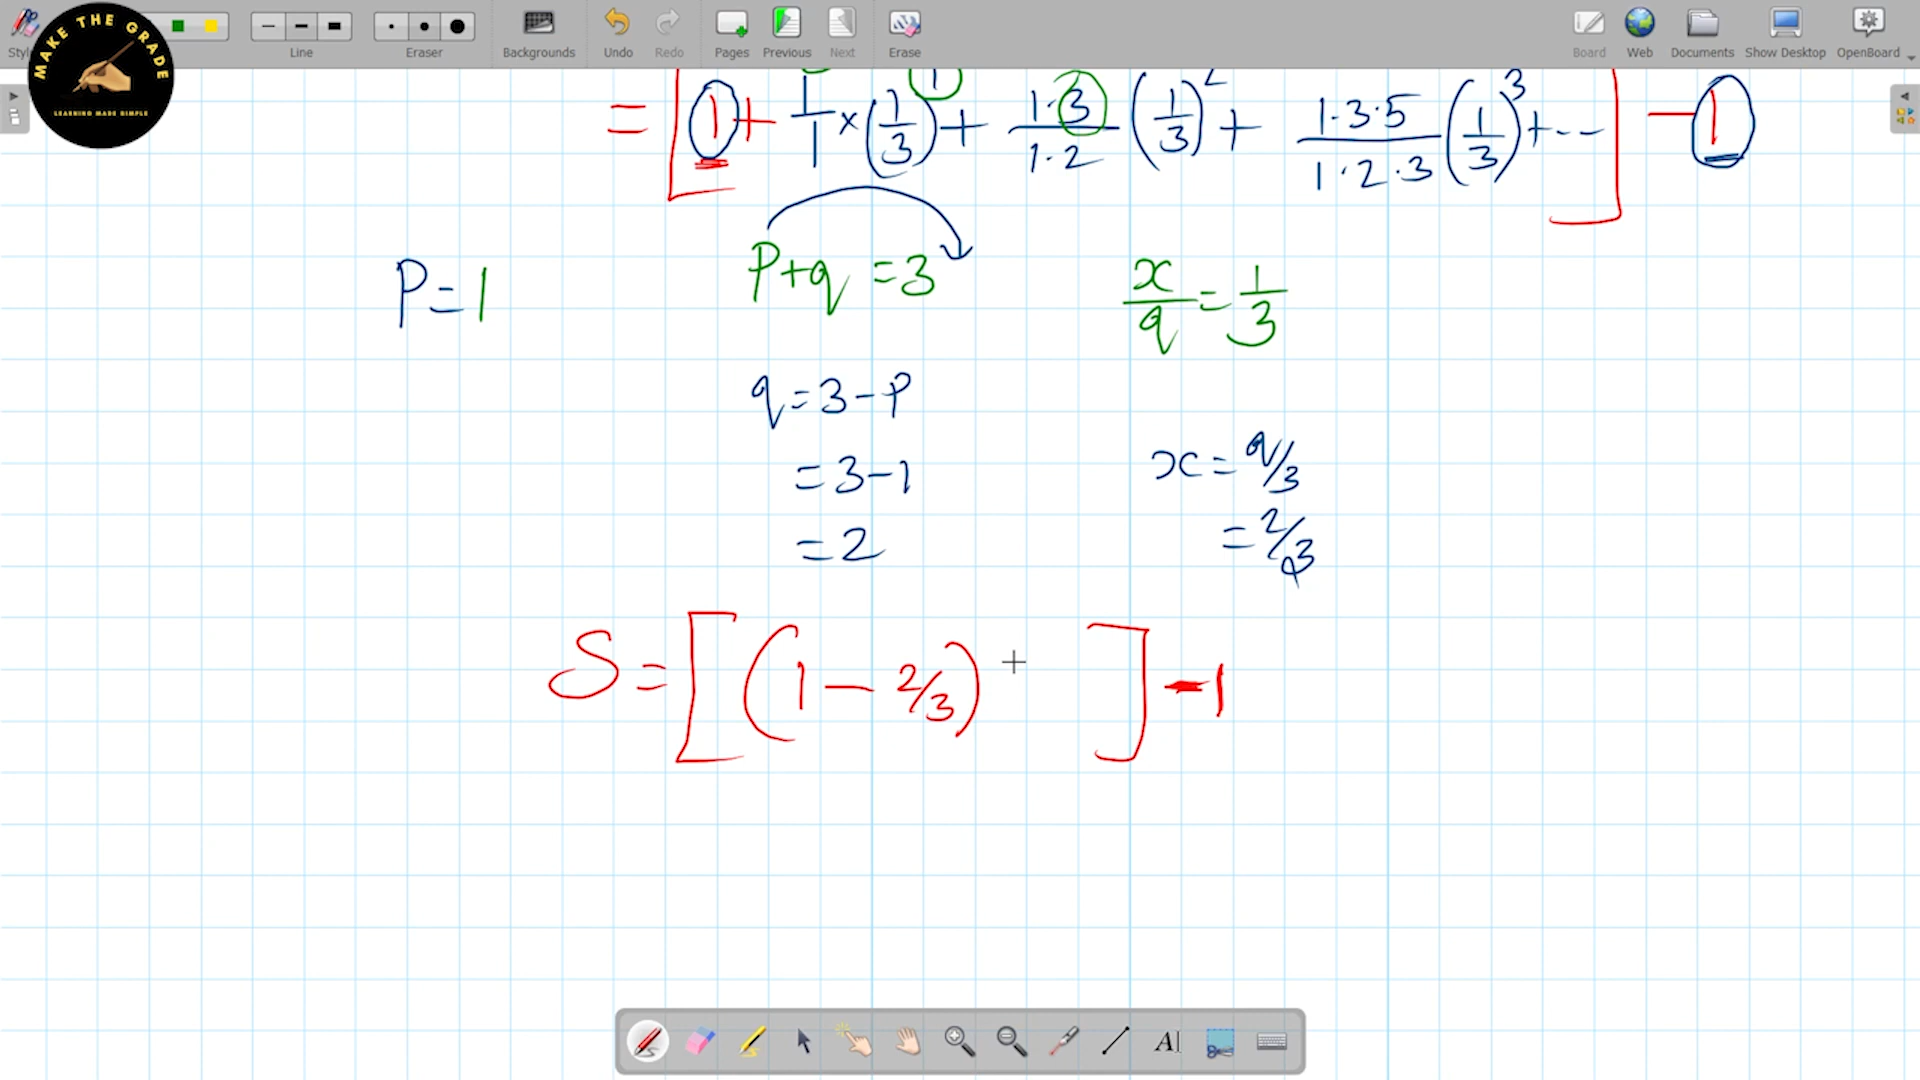 Line
Eraser
Backgrounds
Undo
Redo
Pages
Previous
Next
Erase
Board
Web
Documents
Show Desktop
OpenBoard
MAKE THE GRADE
LEARNING MADE SIMPLE
= [1 + 1/1 × (1/3)^1 + 1·3/1·2 (1/3)^2 + 1·3·5/1·2·3 (1/3)^3 + -- ] - 1
P = 1
P+q = 3
x/q = 1/3
q = 3 - P
= 3 - 1
= 2
x = q/3
= 2/3
S = [(1 - 2/3) ] - 1